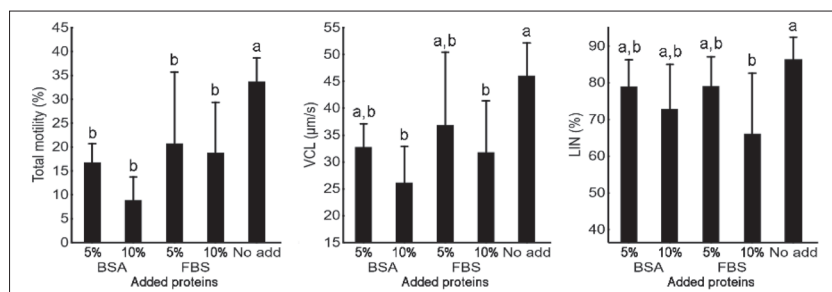 Total motility (%)
45
40
35
30
25
20
15
10
5
0
b
b
b
b
a
5% 10% 5% 10% No add
BSA FBS
Added proteins
VCL (µm/s)
55
50
45
40
35
30
25
20
15
a,b
b
a,b
b
a
5% 10% 5% 10% No add
BSA FBS
Added proteins
LIN (%)
90
80
70
60
50
40
a,b
a,b
a,b
b
a
5% 10% 5% 10% No add
BSA FBS
Added proteins